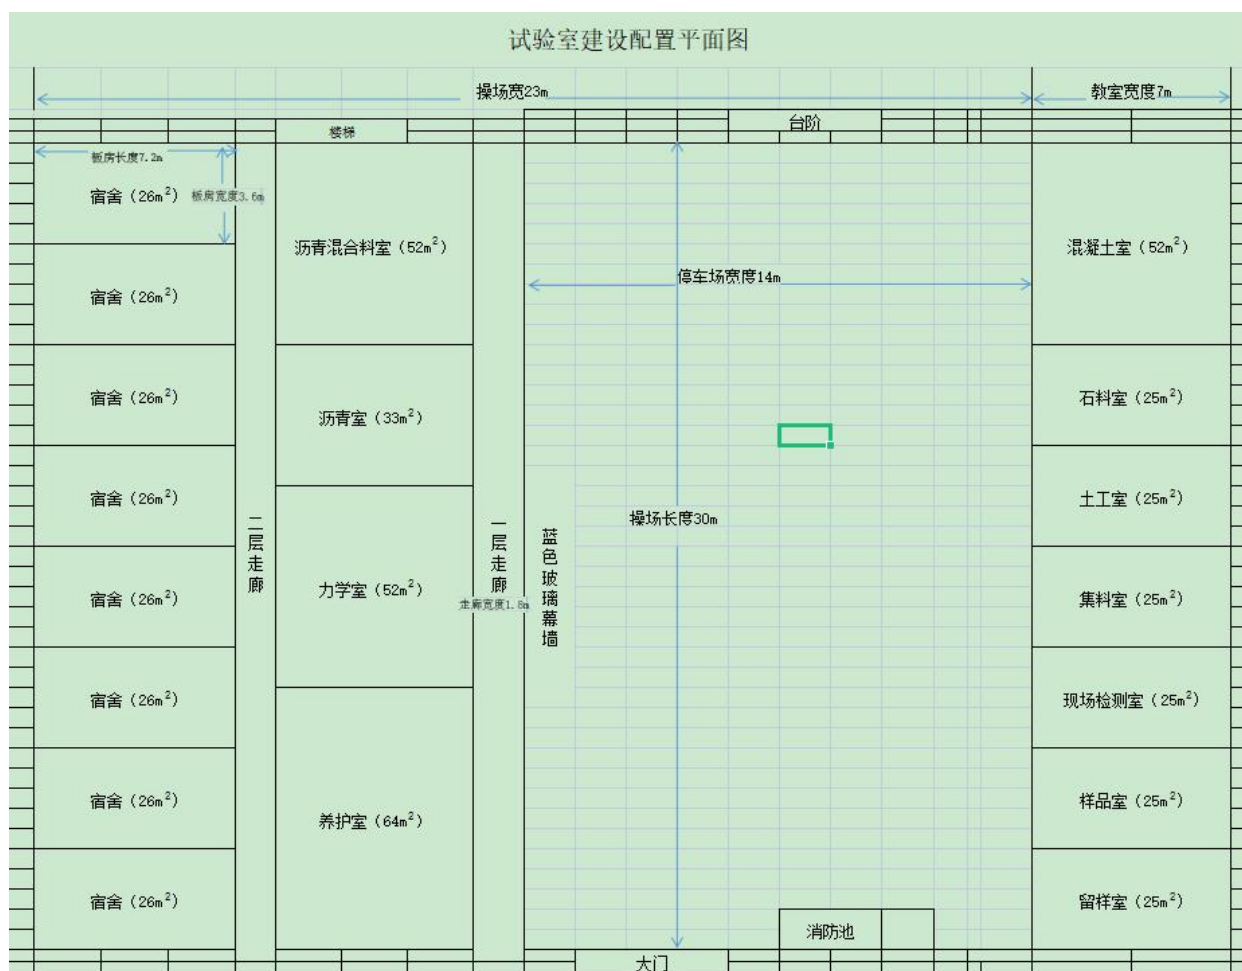 试验室建设配置平面图
操场宽23m
教室宽度7m
台阶
楼梯
板房长度7.2m
宿舍（26m²）
板房宽度3.6m
沥青混合料室（52m²）
混凝土室（52m²）
停车场宽度14m
宿舍（26m²）
宿舍（26m²）
沥青室（33m²）
石料室（25m²）
宿舍（26m²）
土工室（25m²）
操场长度30m
二层走廊
一层走廊
蓝色玻璃幕墙
宿舍（26m²）
力学室（52m²）
走廊宽度1.8m
集料室（25m²）
宿舍（26m²）
现场检测室（25m²）
宿舍（26m²）
养护室（64m²）
样品室（25m²）
宿舍（26m²）
消防池
留样室（25m²）
大门